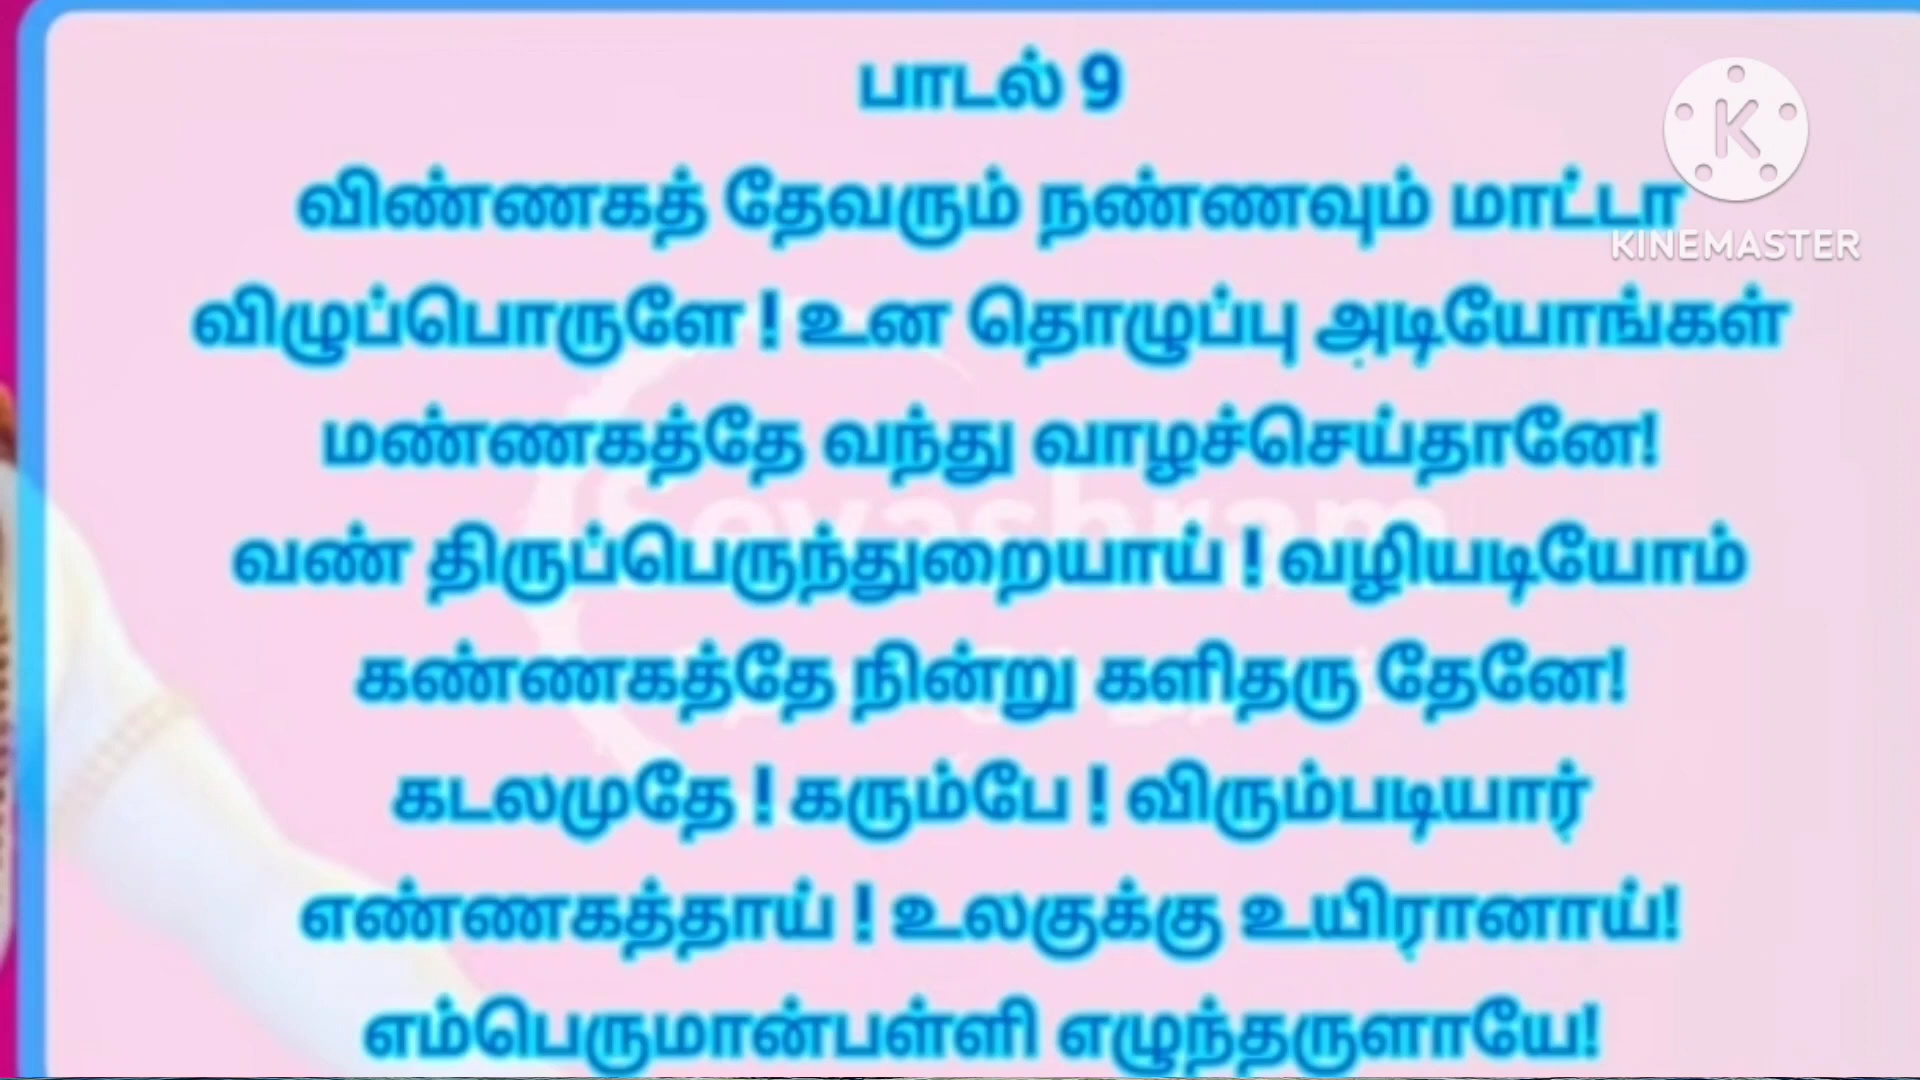 பாடல் 9
விண்ணகத் தேவரும் நண்ணவும் மாட்டா
விழுப்பொருளே ! உன தொழுப்பு அடியோங்கள்
மண்ணகத்தே வந்து வாழச்செய்தானே!
வண் திருப்பெருந்துறையாய் ! வழியடியோம்
கண்ணகத்தே நின்று களிதரு தேனே!
கடலமுதே ! கரும்பே ! விரும்படியார்
எண்ணகத்தாய் ! உலகுக்கு உயிரானாய்!
எம்பெருமான்பள்ளி எழுந்தருளாயே!
K
KINEMASTER